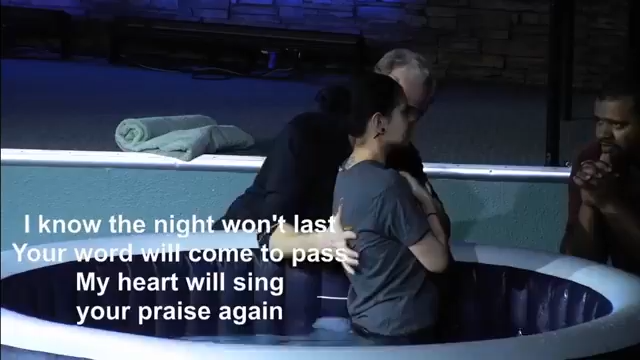 I know the night won't last
Your word will come to pass
My heart will sing
your praise again